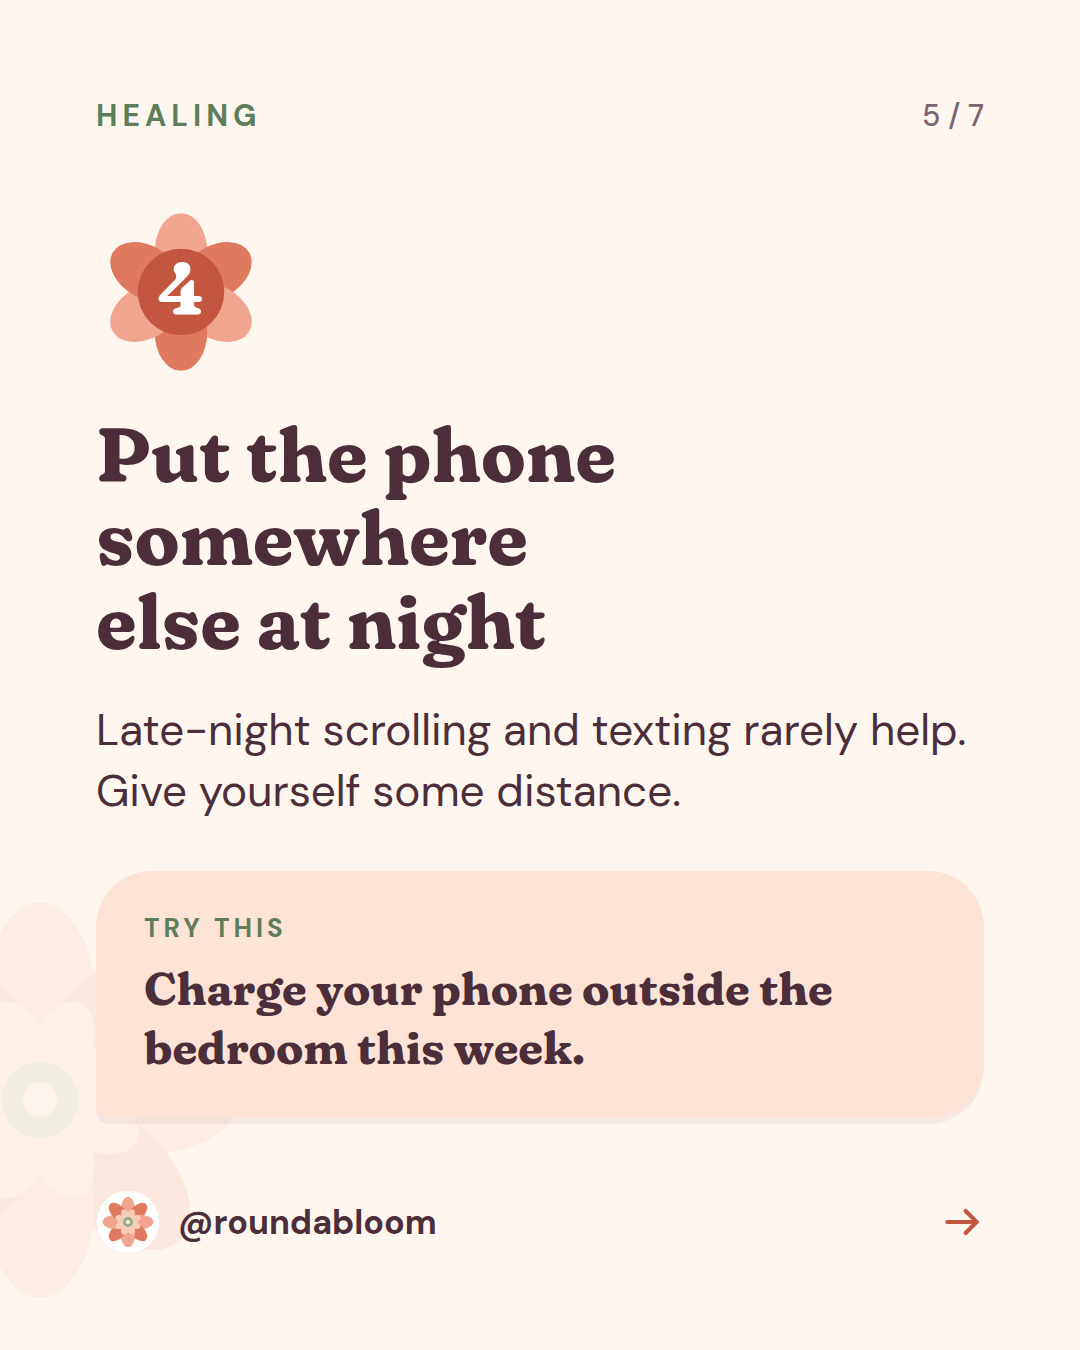 HEALING
5 / 7
4
Put the phone
somewhere
else at night
Late-night scrolling and texting rarely help.
Give yourself some distance.
TRY THIS
Charge your phone outside the
bedroom this week.
@roundabloom